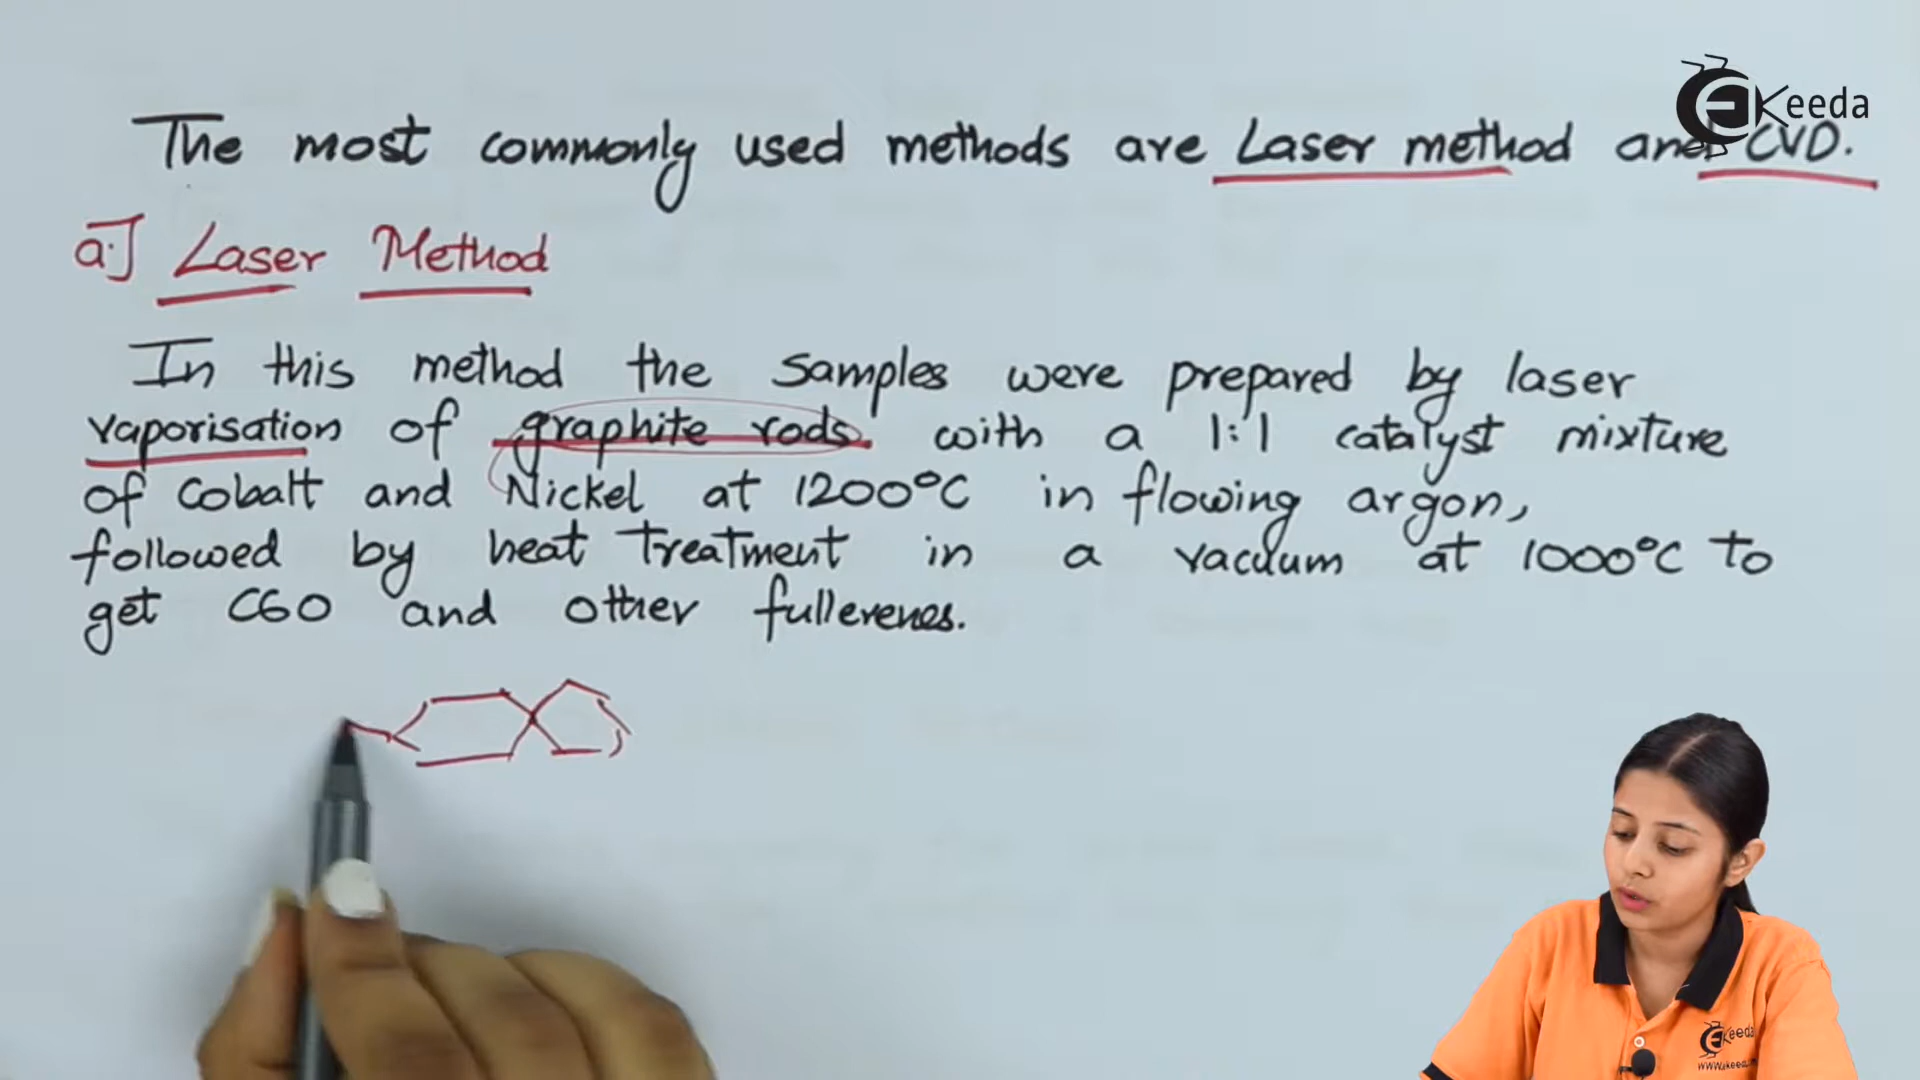 Keeda
The most commonly used methods are Laser method and CVD.
a.] Laser Method
In this method the samples were prepared by laser
vaporisation of graphite rods with a 1:1 catalyst mixture
of Cobalt and Nickel at 1200°C in flowing argon,
followed by heat treatment in a vacuum at 1000°C to
get C60 and other fullerenes.
Keeda